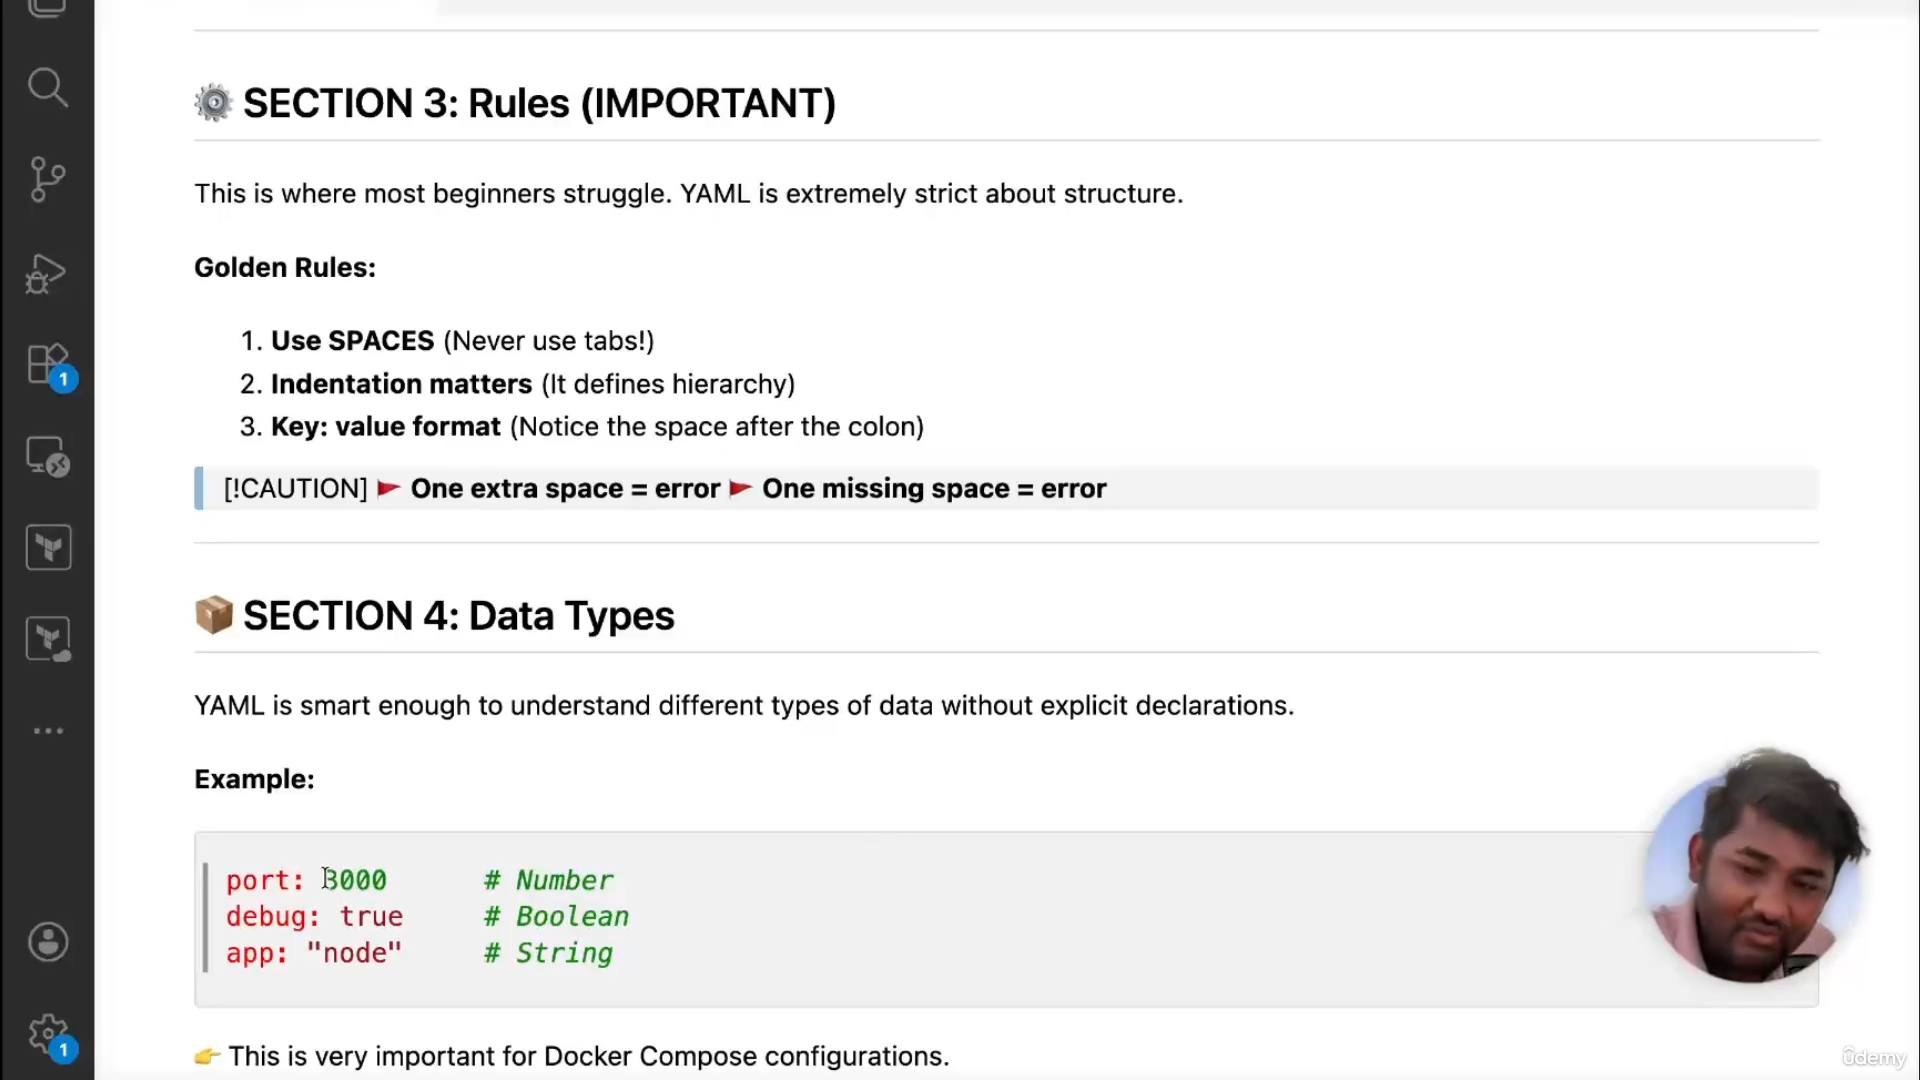 SECTION 3: Rules (IMPORTANT)
This is where most beginners struggle. YAML is extremely strict about structure.
Golden Rules:
1. Use SPACES (Never use tabs!)
2. Indentation matters (It defines hierarchy)
3. Key: value format (Notice the space after the colon)
[!CAUTION] 🚩 One extra space = error 🚩 One missing space = error
SECTION 4: Data Types
YAML is smart enough to understand different types of data without explicit declarations.
Example:
port: 3000 # Number
debug: true # Boolean
app: "node" # String
👉 This is very important for Docker Compose configurations.
1
1
ûdemy